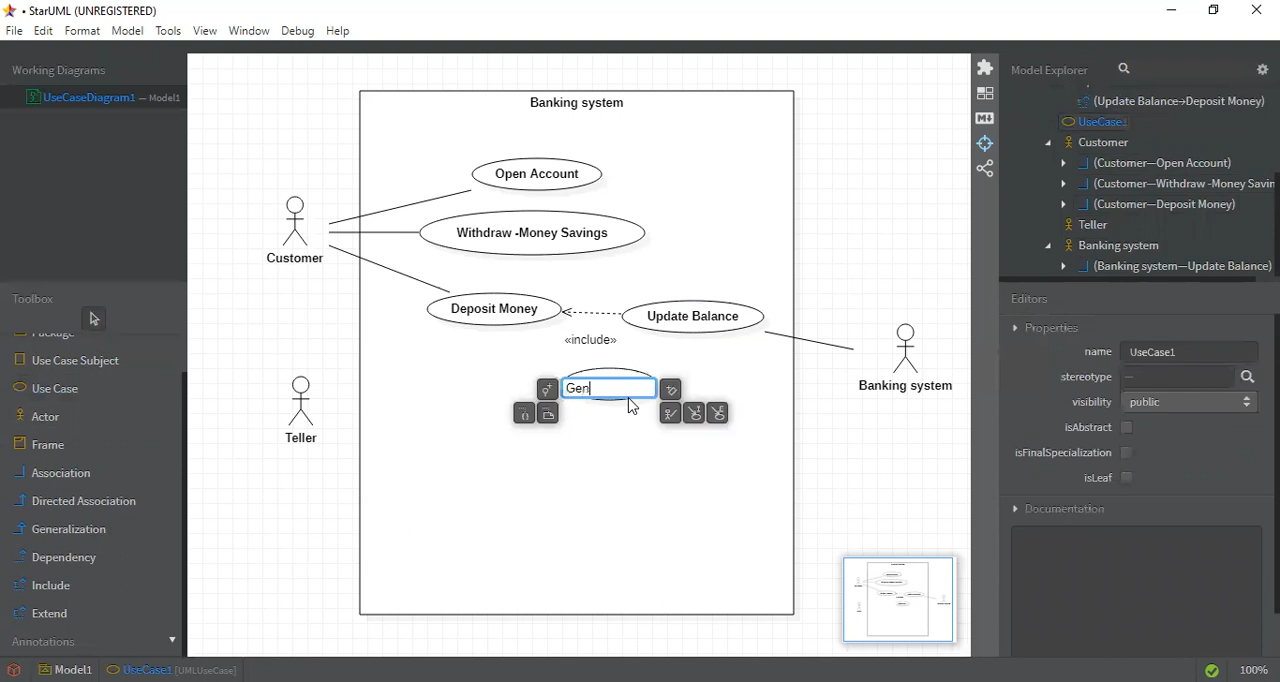 • StarUML (UNREGISTERED)
File Edit Format Model Tools View Window Debug Help
Working Diagrams
UseCaseDiagram1 — Model1
Toolbox
Package
Use Case Subject
Use Case
Actor
Frame
Association
Directed Association
Generalization
Dependency
Include
Extend
Annotations
Banking system
Open Account
Withdraw -Money Savings
Customer
Deposit Money
Update Balance
«include»
Banking system
Gen
Teller
Model Explorer
(Update Balance→Deposit Money)
UseCase1
Customer
(Customer—Open Account)
(Customer—Withdraw -Money Savin
(Customer—Deposit Money)
Teller
Banking system
(Banking system—Update Balance)
Editors
Properties
name UseCase1
stereotype —
visibility public
isAbstract
isFinalSpecialization
isLeaf
Documentation
Model1 UseCase1 [UMLUseCase]
100%